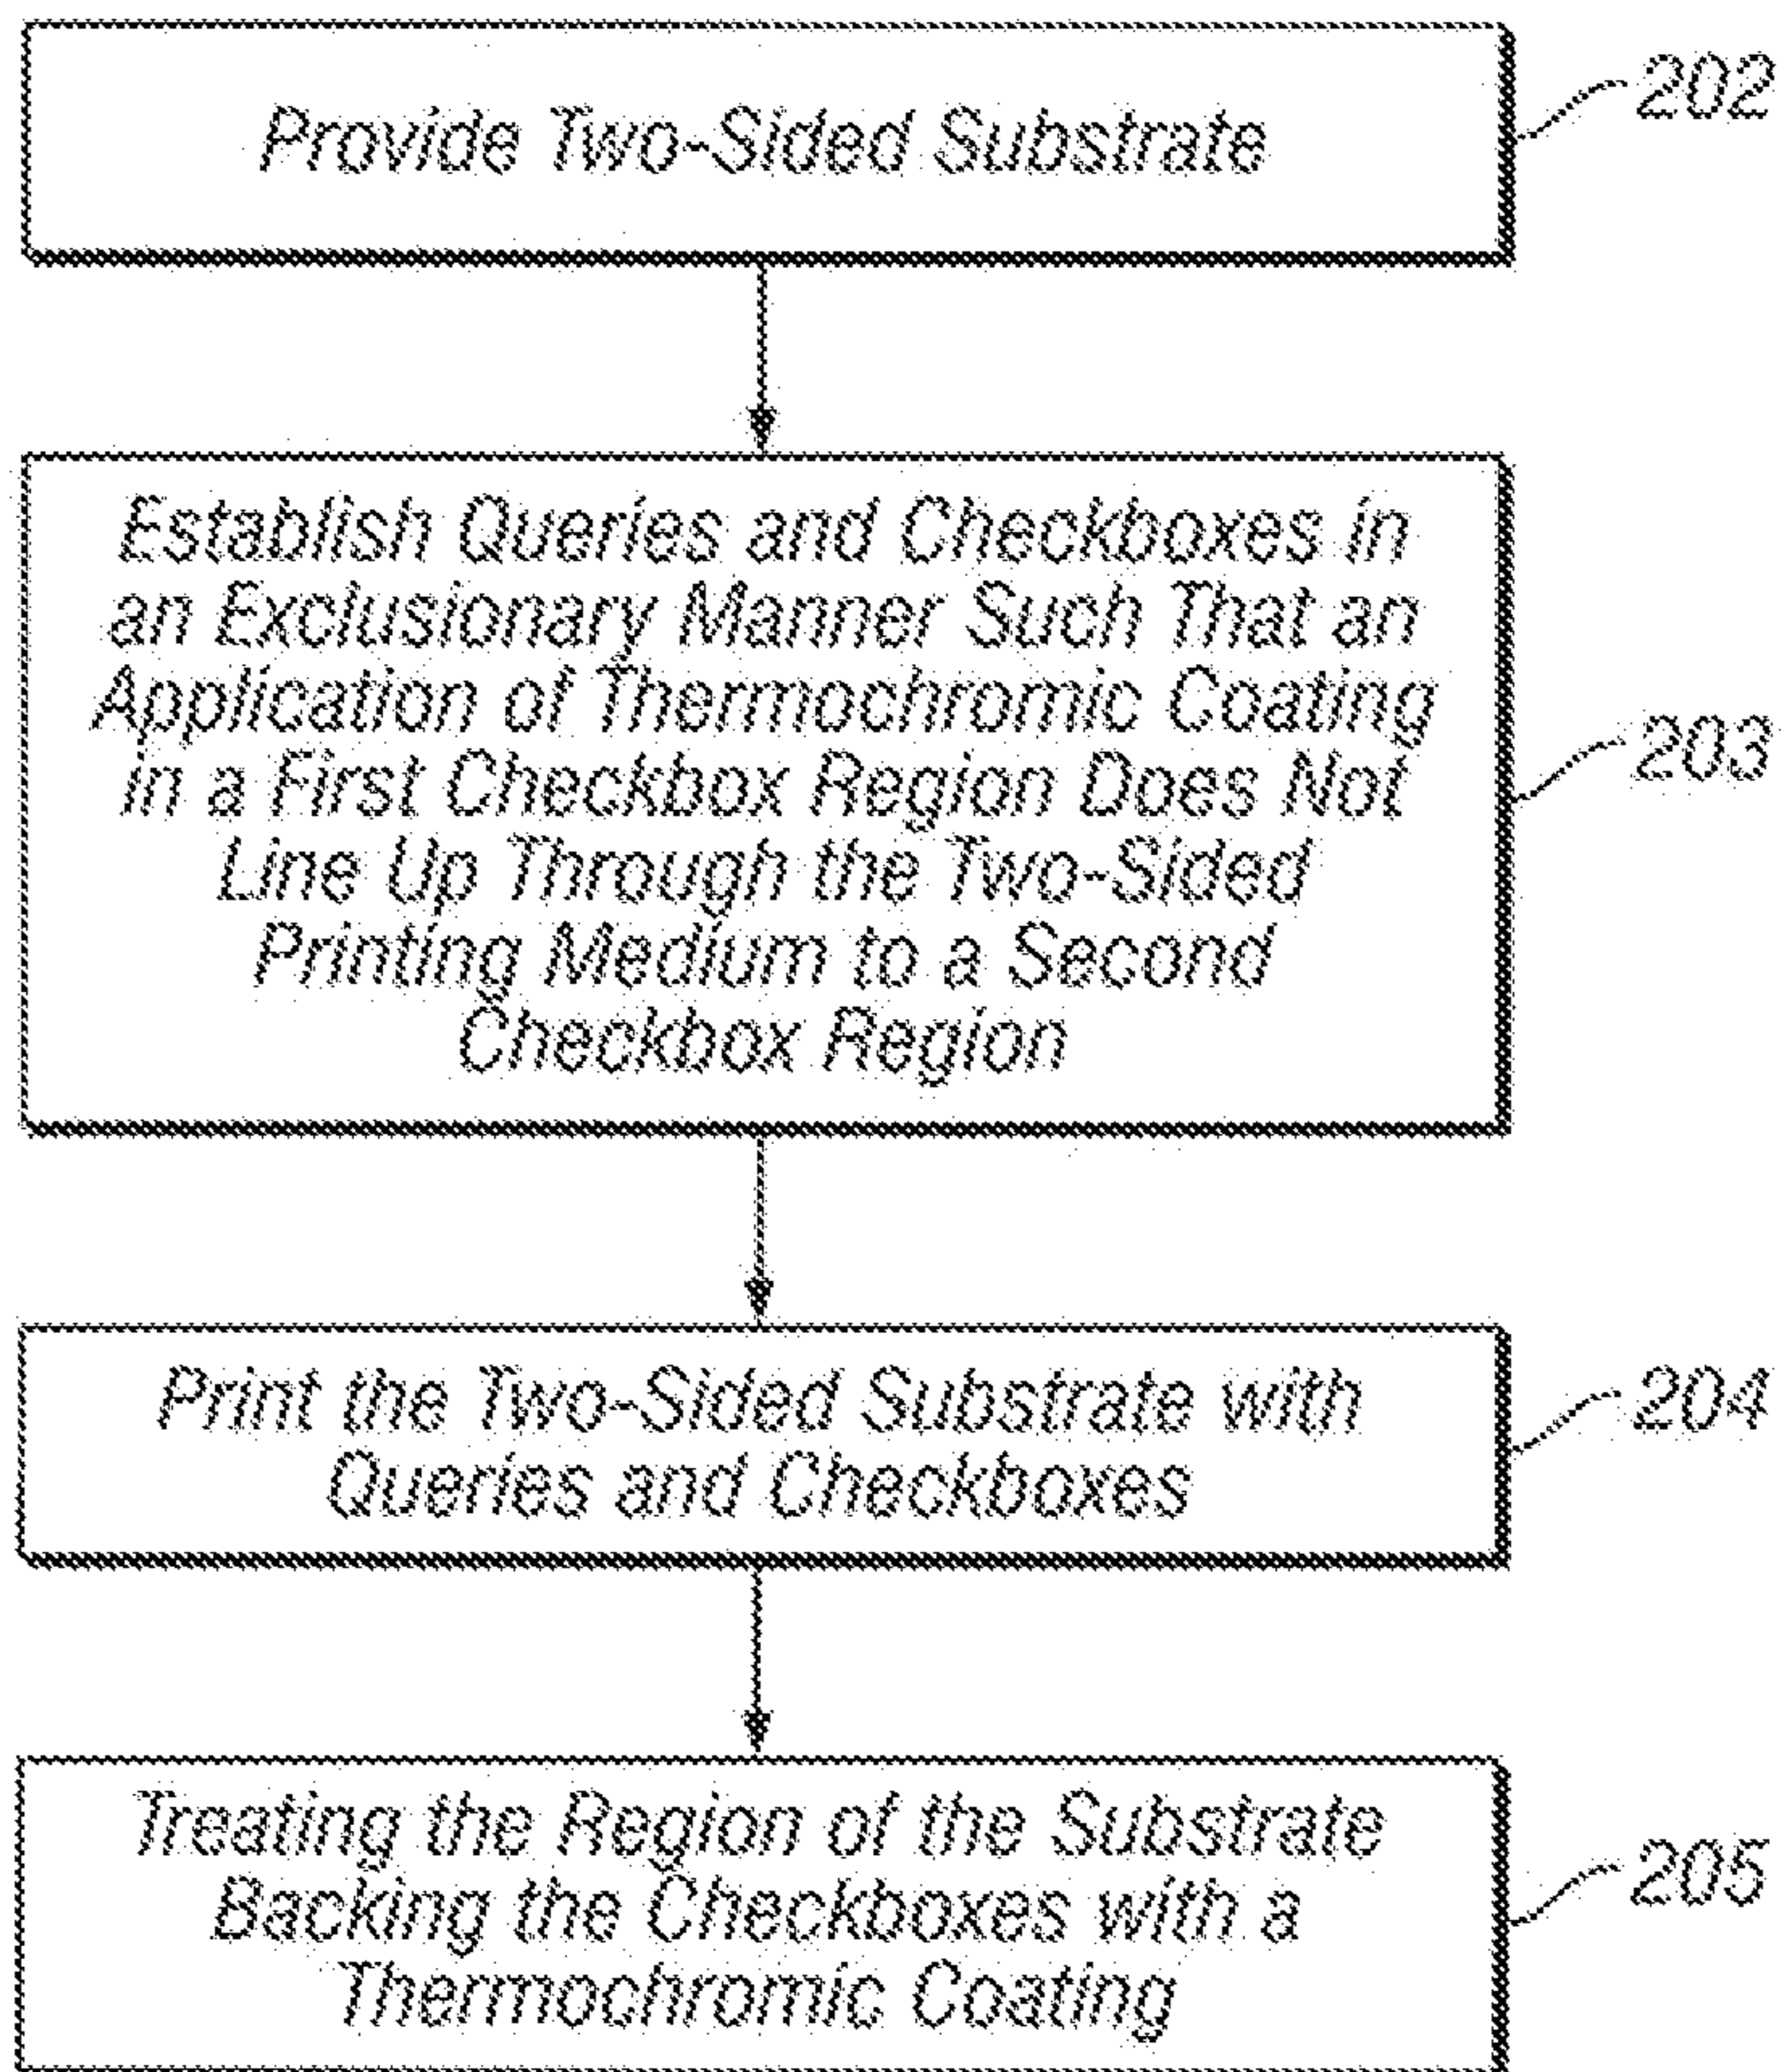 Provide Two-Sided Substrate
202
Establish Queries and Checkboxes in
an Exclusionary Manner Such That an
Application of Thermochromic Coating
in a First Checkbox Region Does Not
Line Up Through the Two-Sided
Printing Medium to a Second
Checkbox Region
203
Print the Two-Sided Substrate with
Queries and Checkboxes
204
Treating the Region of the Substrate
Backing the Checkboxes with a
Thermochromic Coating
205